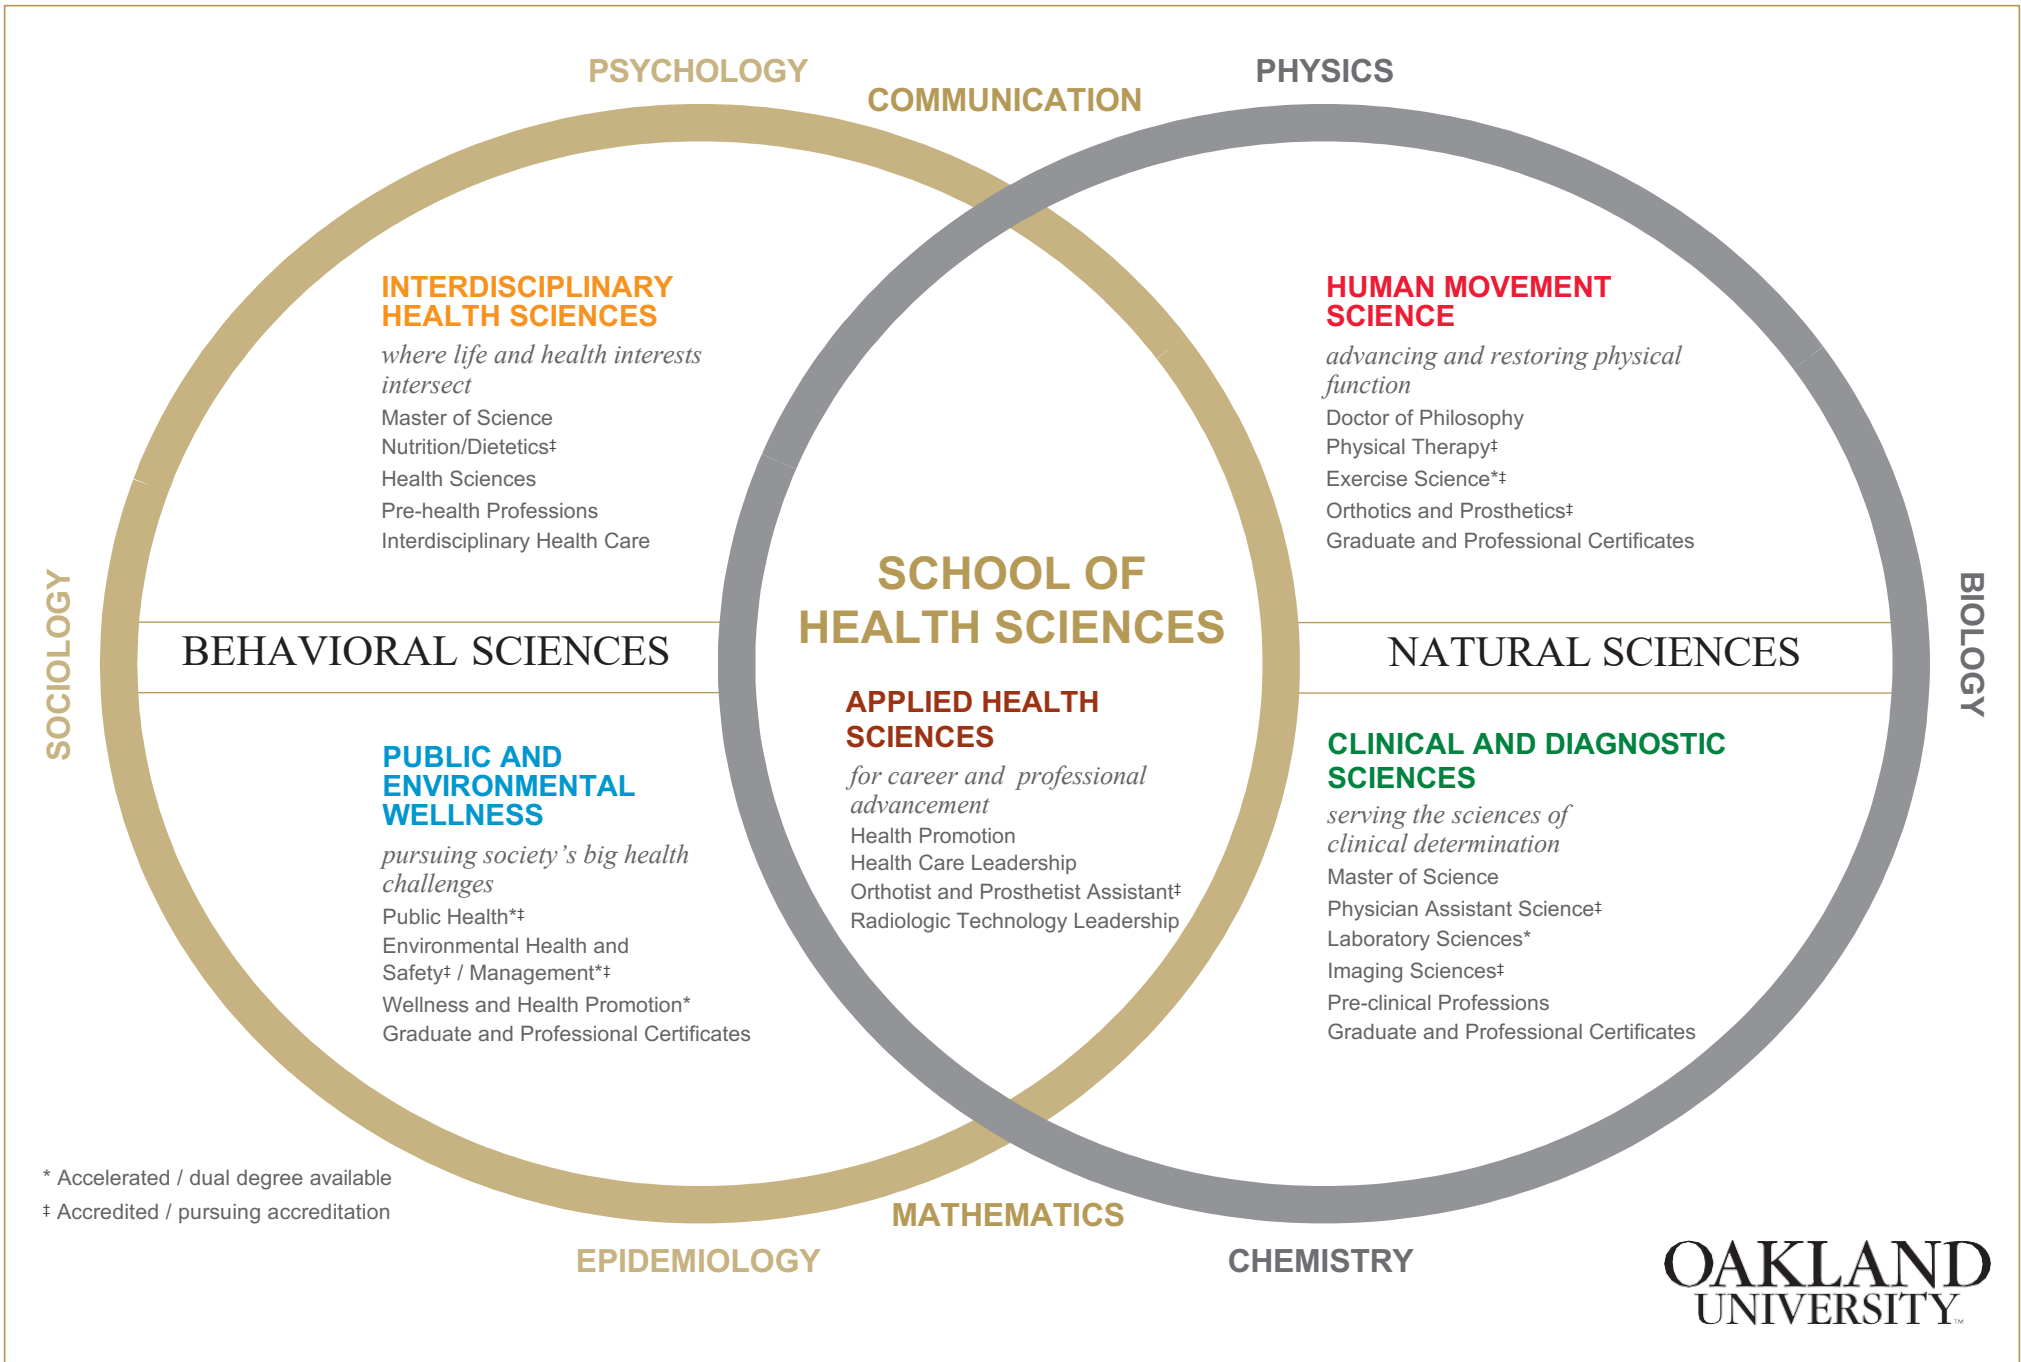 PSYCHOLOGY
COMMUNICATION
PHYSICS
INTERDISCIPLINARY
HEALTH SCIENCES
where life and health interests
intersect
Master of Science
Nutrition/Dietetics‡
Health Sciences
Pre-health Professions
Interdisciplinary Health Care
HUMAN MOVEMENT
SCIENCE
advancing and restoring physical
function
Doctor of Philosophy
Physical Therapy‡
Exercise Science*‡
Orthotics and Prosthetics‡
Graduate and Professional Certificates
SOCIOLOGY
BEHAVIORAL SCIENCES
SCHOOL OF
HEALTH SCIENCES
NATURAL SCIENCES
BIOLOGY
PUBLIC AND
ENVIRONMENTAL
WELLNESS
pursuing society’s big health
challenges
Public Health*‡
Environmental Health and
Safety‡ / Management*‡
Wellness and Health Promotion*
Graduate and Professional Certificates
APPLIED HEALTH
SCIENCES
for career and professional
advancement
Health Promotion
Health Care Leadership
Orthotist and Prosthetist Assistant‡
Radiologic Technology Leadership
CLINICAL AND DIAGNOSTIC
SCIENCES
serving the sciences of
clinical determination
Master of Science
Physician Assistant Science‡
Laboratory Sciences*
Imaging Sciences‡
Pre-clinical Professions
Graduate and Professional Certificates
* Accelerated / dual degree available
‡ Accredited / pursuing accreditation
MATHEMATICS
EPIDEMIOLOGY
CHEMISTRY
OAKLAND
UNIVERSITY™